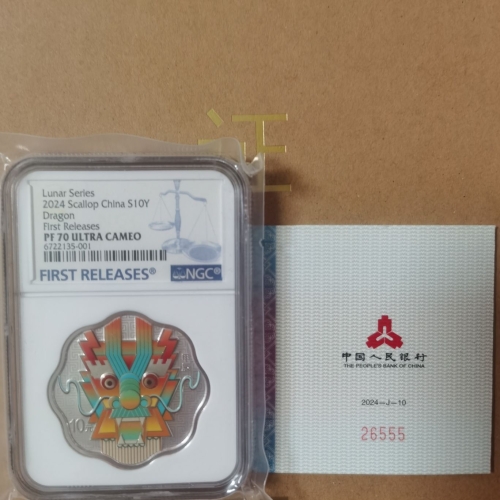 证
Lunar Series
2024 Scallop China S10Y
Dragon
First Releases
PF 70 ULTRA CAMEO
6722135-001
FIRST RELEASES®
NGC®
10元
中国人民银行
THE PEOPLE'S BANK OF CHINA
2024-J-10
26555